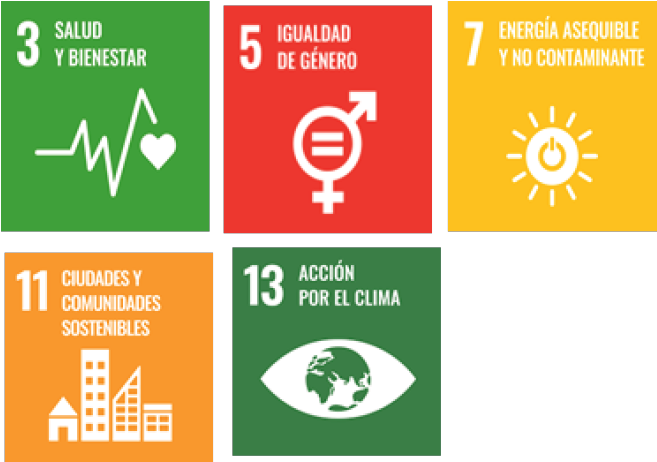 3 SALUD
Y BIENESTAR
5 IGUALDAD
DE GÉNERO
7 ENERGÍA ASEQUIBLE
Y NO CONTAMINANTE
11 CIUDADES Y
COMUNIDADES
SOSTENIBLES
13 ACCIÓN
POR EL CLIMA